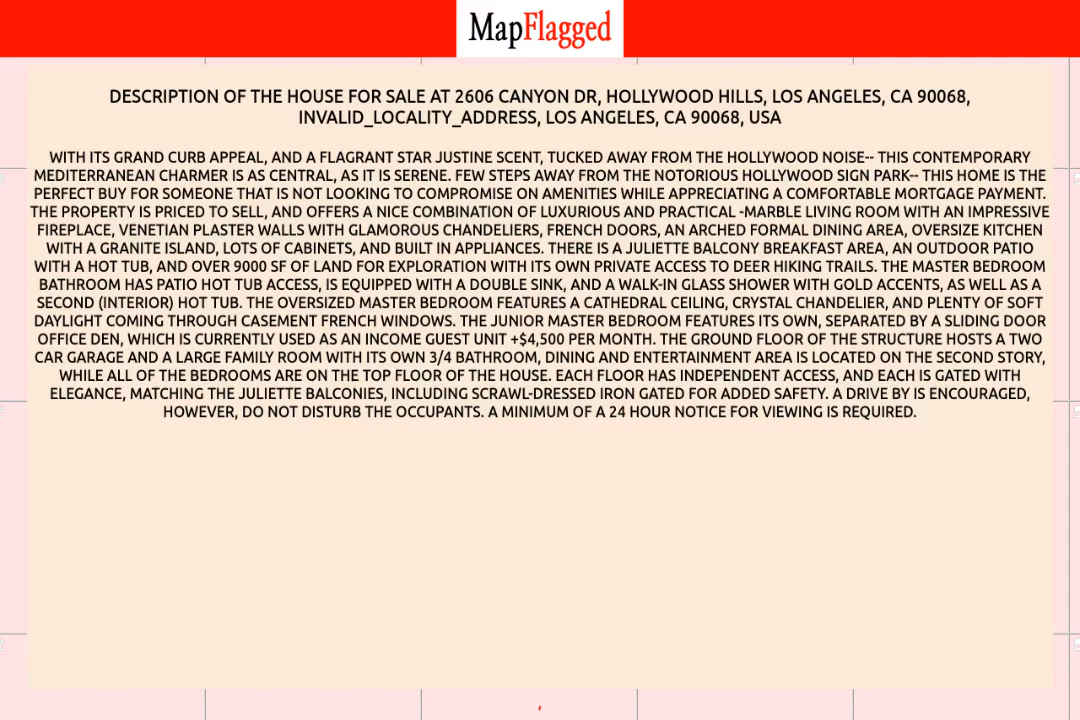 MapFlagged
DESCRIPTION OF THE HOUSE FOR SALE AT 2606 CANYON DR, HOLLYWOOD HILLS, LOS ANGELES, CA 90068,
INVALID_LOCALITY_ADDRESS, LOS ANGELES, CA 90068, USA
WITH ITS GRAND CURB APPEAL, AND A FLAGRANT STAR JUSTINE SCENT, TUCKED AWAY FROM THE HOLLYWOOD NOISE-- THIS CONTEMPORARY
MEDITERRANEAN CHARMER IS AS CENTRAL, AS IT IS SERENE. FEW STEPS AWAY FROM THE NOTORIOUS HOLLYWOOD SIGN PARK-- THIS HOME IS THE
PERFECT BUY FOR SOMEONE THAT IS NOT LOOKING TO COMPROMISE ON AMENITIES WHILE APPRECIATING A COMFORTABLE MORTGAGE PAYMENT.
THE PROPERTY IS PRICED TO SELL, AND OFFERS A NICE COMBINATION OF LUXURIOUS AND PRACTICAL -MARBLE LIVING ROOM WITH AN IMPRESSIVE
FIREPLACE, VENETIAN PLASTER WALLS WITH GLAMOROUS CHANDELIERS, FRENCH DOORS, AN ARCHED FORMAL DINING AREA, OVERSIZE KITCHEN
WITH A GRANITE ISLAND, LOTS OF CABINETS, AND BUILT IN APPLIANCES. THERE IS A JULIETTE BALCONY BREAKFAST AREA, AN OUTDOOR PATIO
WITH A HOT TUB, AND OVER 9000 SF OF LAND FOR EXPLORATION WITH ITS OWN PRIVATE ACCESS TO DEER HIKING TRAILS. THE MASTER BEDROOM
BATHROOM HAS PATIO HOT TUB ACCESS, IS EQUIPPED WITH A DOUBLE SINK, AND A WALK-IN GLASS SHOWER WITH GOLD ACCENTS, AS WELL AS A
SECOND (INTERIOR) HOT TUB. THE OVERSIZED MASTER BEDROOM FEATURES A CATHEDRAL CEILING, CRYSTAL CHANDELIER, AND PLENTY OF SOFT
DAYLIGHT COMING THROUGH CASEMENT FRENCH WINDOWS. THE JUNIOR MASTER BEDROOM FEATURES ITS OWN, SEPARATED BY A SLIDING DOOR
OFFICE DEN, WHICH IS CURRENTLY USED AS AN INCOME GUEST UNIT +$4,500 PER MONTH. THE GROUND FLOOR OF THE STRUCTURE HOSTS A TWO
CAR GARAGE AND A LARGE FAMILY ROOM WITH ITS OWN 3/4 BATHROOM, DINING AND ENTERTAINMENT AREA IS LOCATED ON THE SECOND STORY,
WHILE ALL OF THE BEDROOMS ARE ON THE TOP FLOOR OF THE HOUSE. EACH FLOOR HAS INDEPENDENT ACCESS, AND EACH IS GATED WITH
ELEGANCE, MATCHING THE JULIETTE BALCONIES, INCLUDING SCRAWL-DRESSED IRON GATED FOR ADDED SAFETY. A DRIVE BY IS ENCOURAGED,
HOWEVER, DO NOT DISTURB THE OCCUPANTS. A MINIMUM OF A 24 HOUR NOTICE FOR VIEWING IS REQUIRED.
,